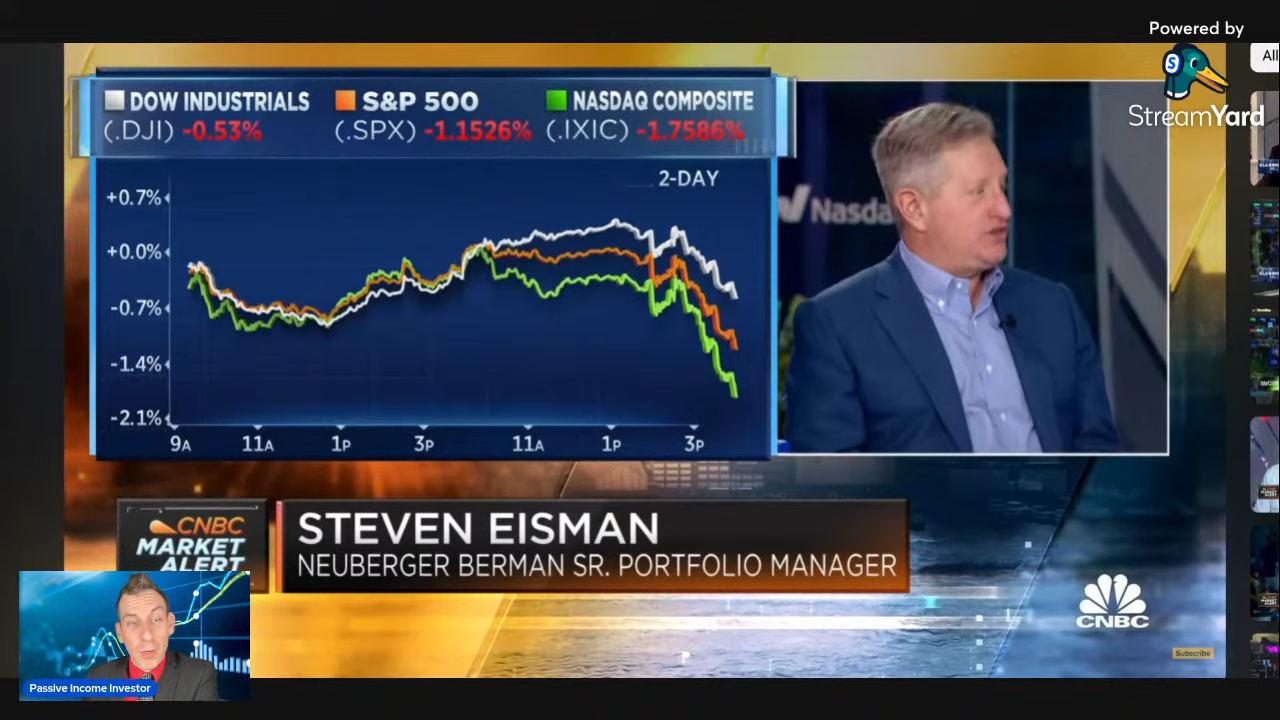 Powered by
StreamYard
All
DOW INDUSTRIALS
(.DJI) -0.53%
S&P 500
(.SPX) -1.1526%
NASDAQ COMPOSITE
(.IXIC) -1.7586%
2-DAY
+0.7%
+0.0%
-0.7%
-1.4%
-2.1%
9A 11A 1P 3P 11A 1P 3P
Nasda
CNBC
MARKET
ALERT
STEVEN EISMAN
NEUBERGER BERMAN SR. PORTFOLIO MANAGER
CNBC
Subscribe
Passive Income Investor